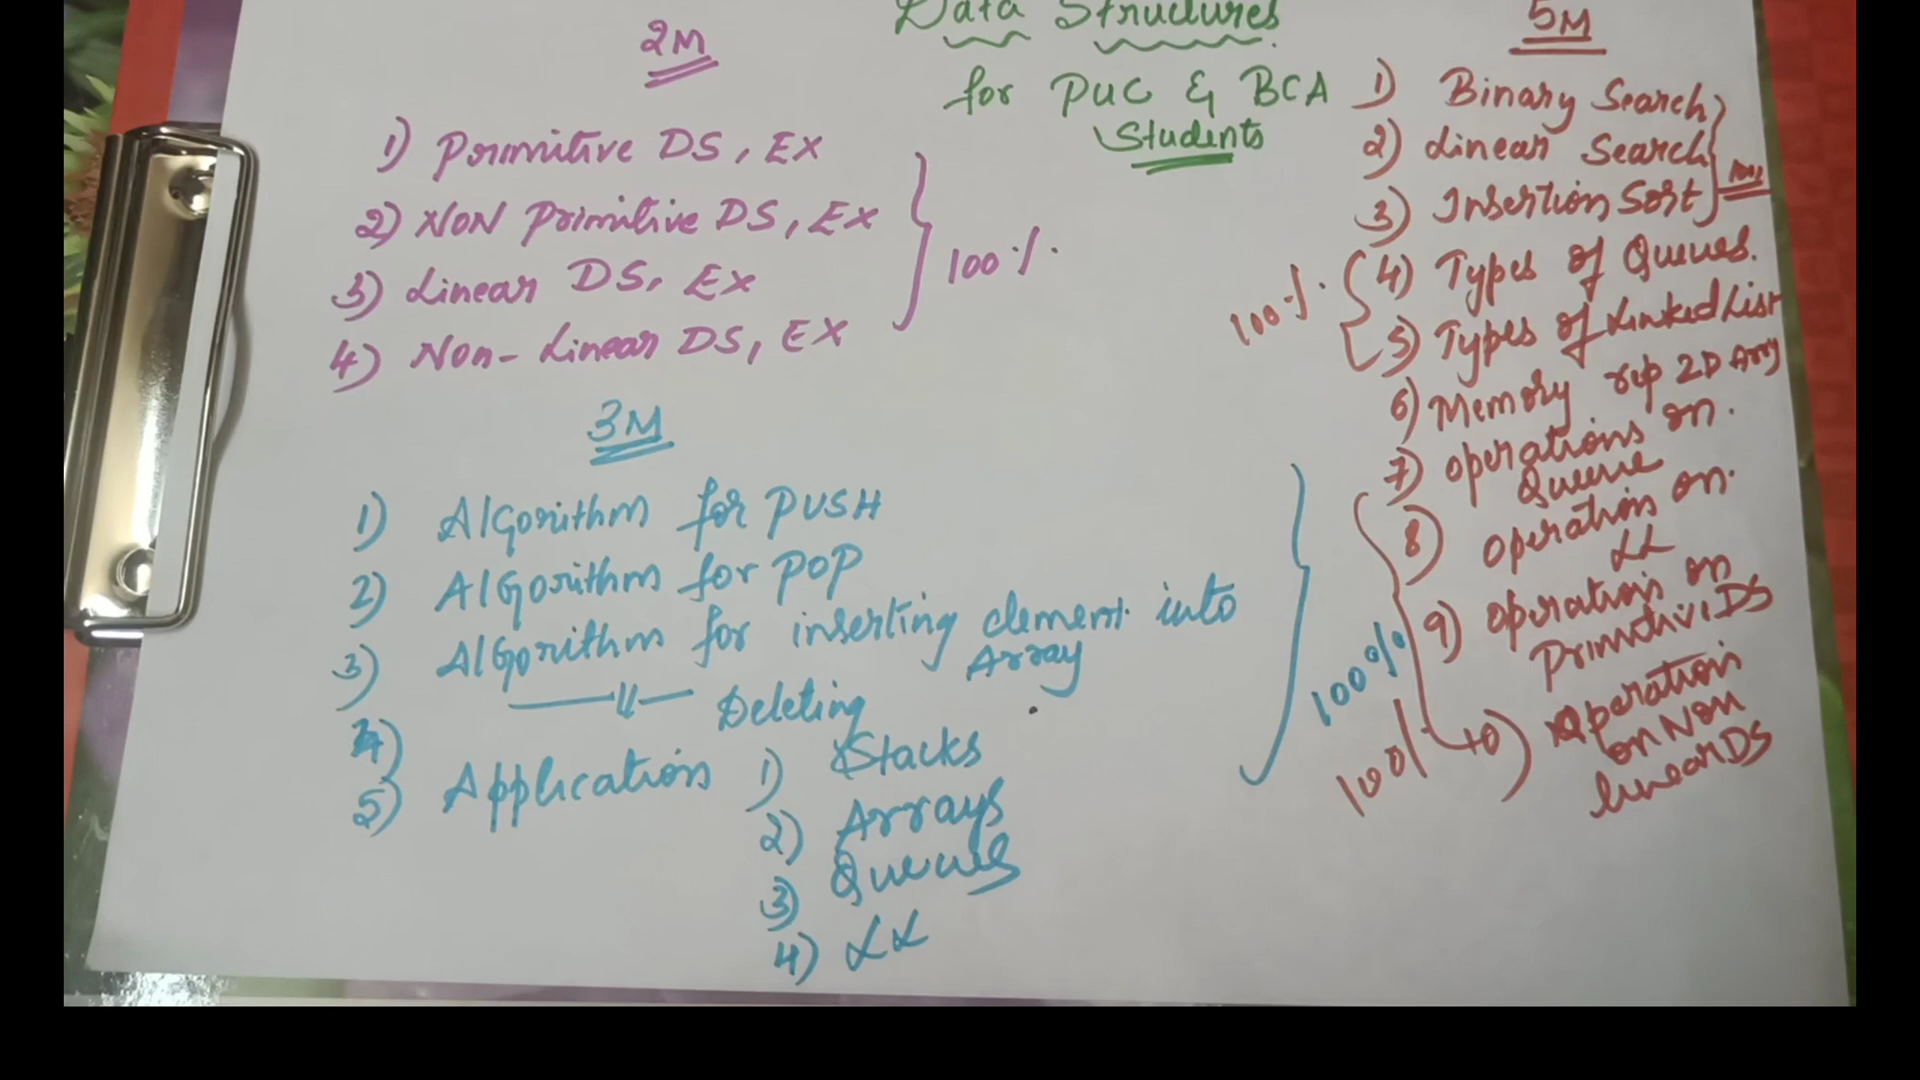 Data Structures
for PUC & BCA
Students
2M
1) Primitive DS, EX
2) NON Primitive DS, EX
3) Linear DS, EX
4) Non-Linear DS, EX
100%
3M
1) Algorithm for PUSH
2) Algorithm for POP
3) Algorithm for inserting element into
Array
4) —〃— Deleting
5) Application 1) Stacks
2) Arrays
3) Queues
4) LL
100%
5M
1) Binary Search
2) Linear Search
3) Insertion Sort
4) Types of Queues.
5) Types of Linked List
100%
6) Memory rep 2D Arry
7) operations on.
Queue
8) operation on.
LL
9) operation on
Primitive DS
10) Operation
on Non
linear DS
100%